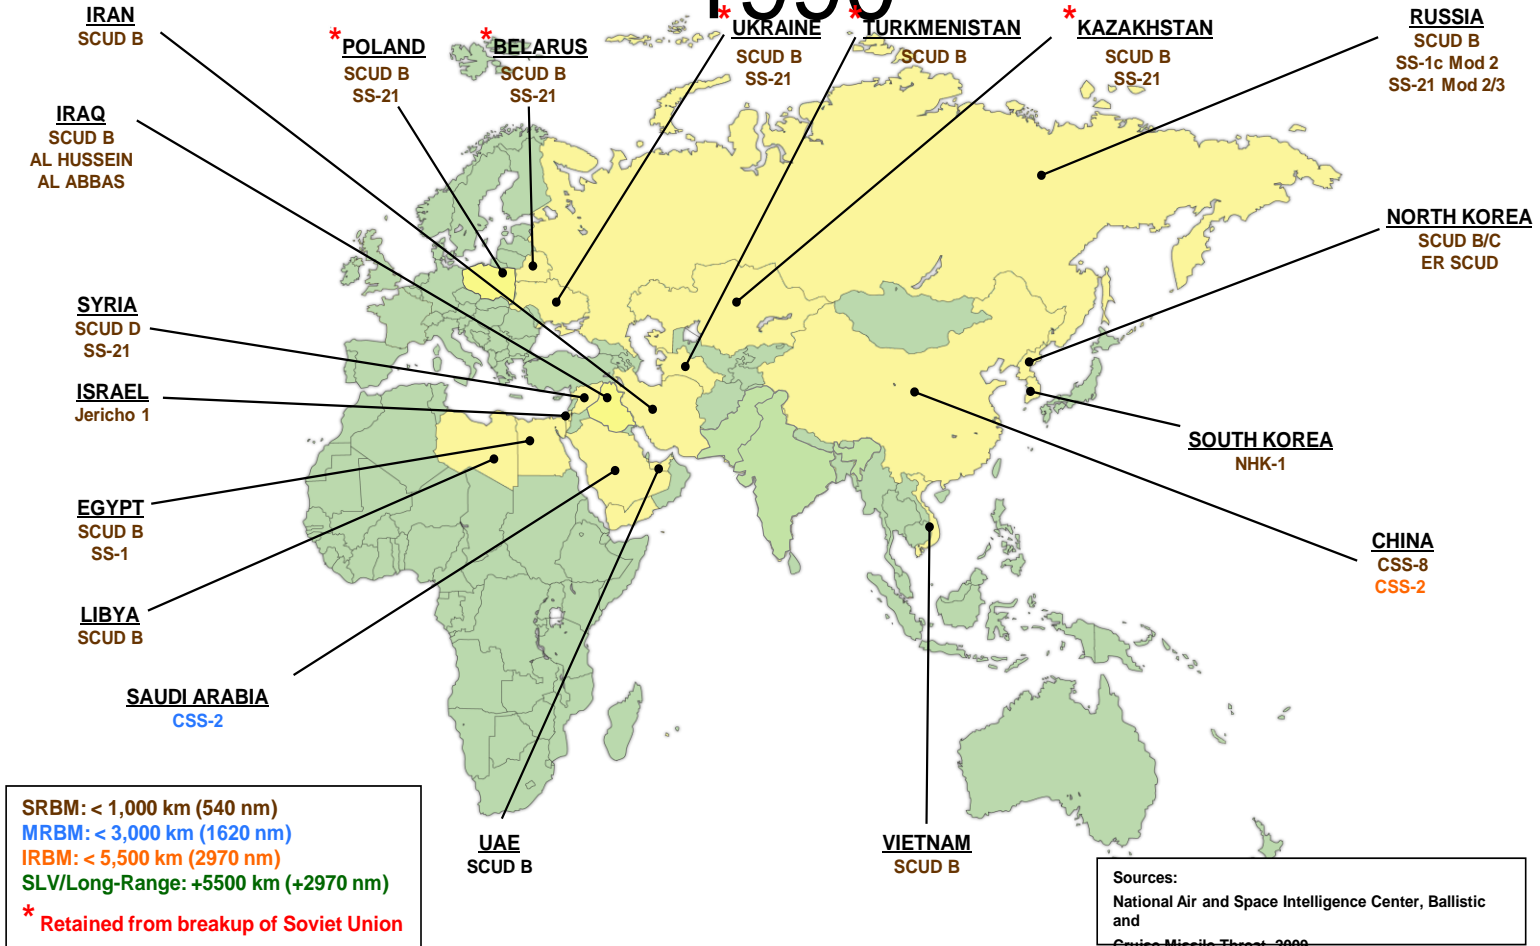 1990
IRAN
SCUD B
* POLAND
SCUD B
SS-21
* BELARUS
SCUD B
SS-21
* UKRAINE
SCUD B
SS-21
* TURKMENISTAN
SCUD B
* KAZAKHSTAN
SCUD B
SS-21
RUSSIA
SCUD B
SS-1c Mod 2
SS-21 Mod 2/3
IRAQ
SCUD B
AL HUSSEIN
AL ABBAS
NORTH KOREA
SCUD B/C
ER SCUD
SYRIA
SCUD D
SS-21
ISRAEL
Jericho 1
SOUTH KOREA
NHK-1
EGYPT
SCUD B
SS-1
CHINA
CSS-8
CSS-2
LIBYA
SCUD B
SAUDI ARABIA
CSS-2
UAE
SCUD B
VIETNAM
SCUD B
SRBM: < 1,000 km (540 nm)
MRBM: < 3,000 km (1620 nm)
IRBM: < 5,500 km (2970 nm)
SLV/Long-Range: +5500 km (+2970 nm)
* Retained from breakup of Soviet Union
Sources:
National Air and Space Intelligence Center, Ballistic
and
Cruise Missile Threat, 2009